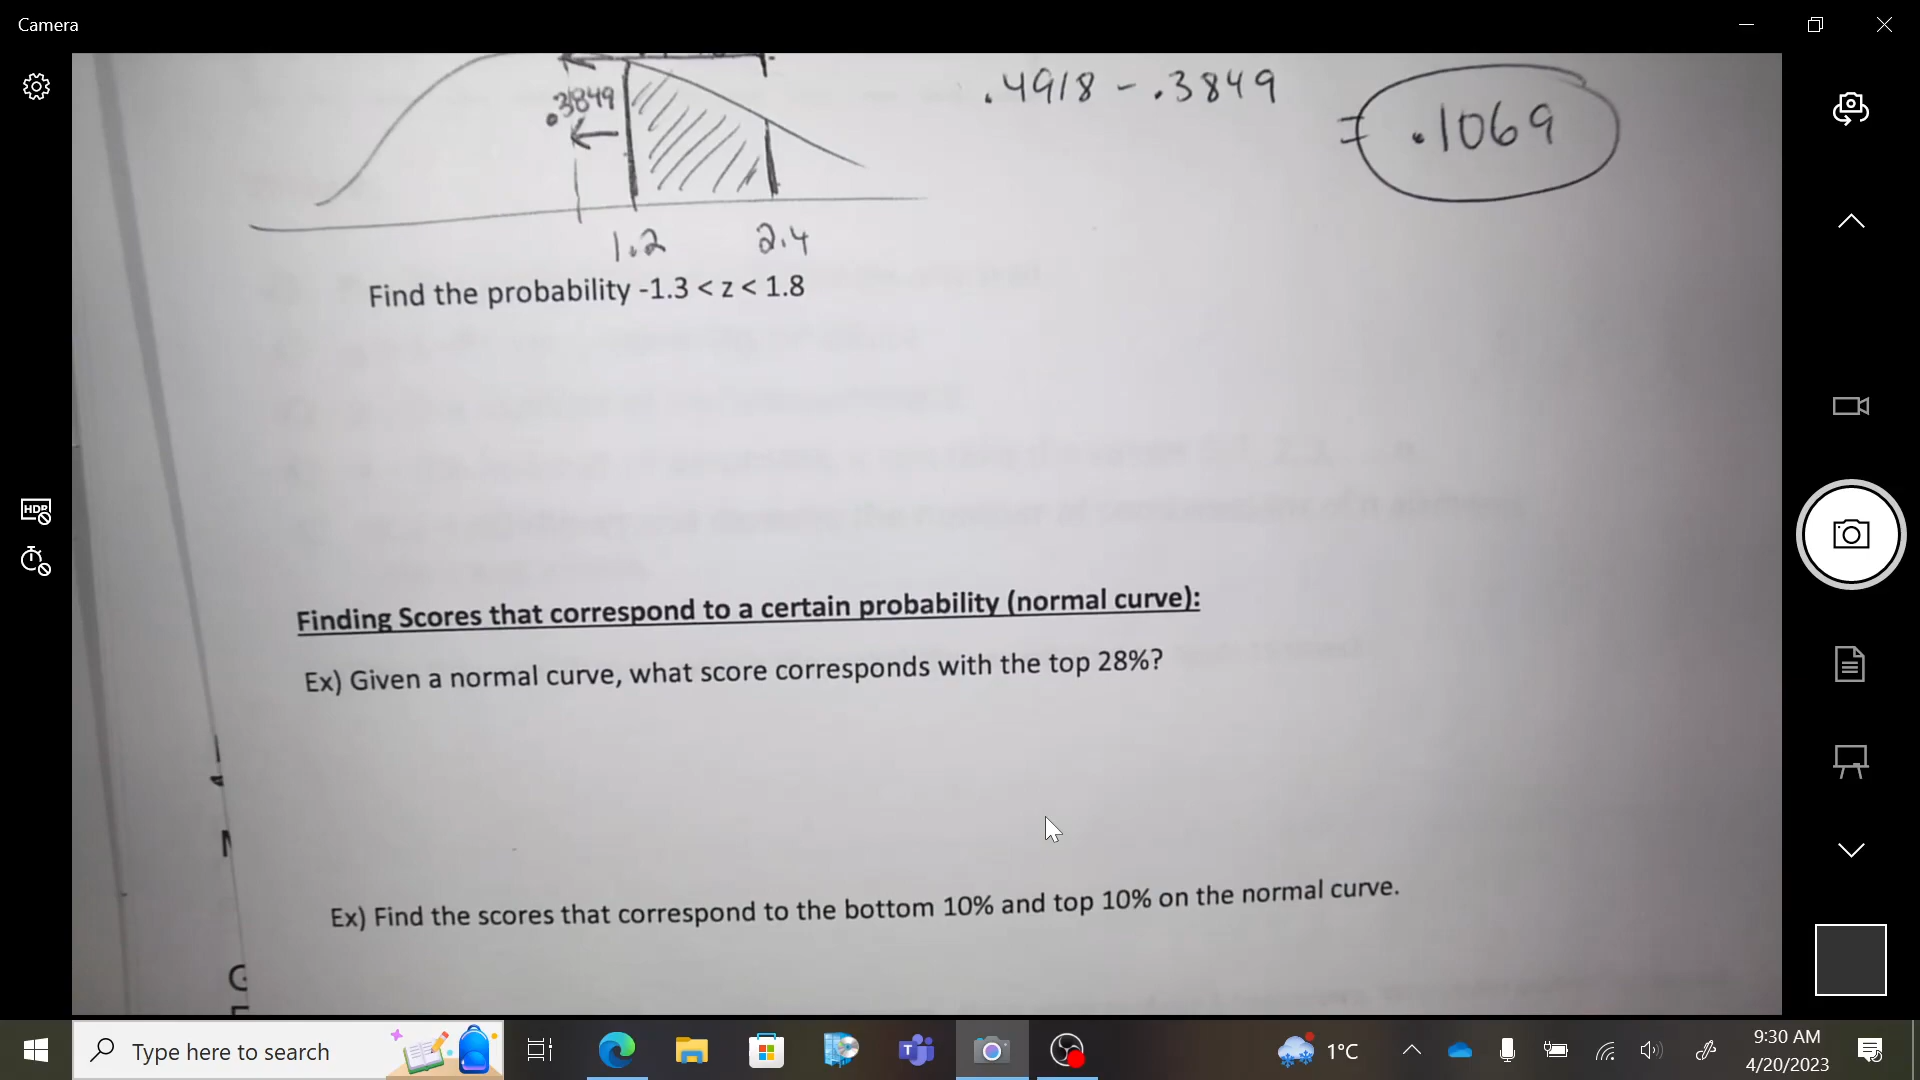 Camera
.4918 - .3849
.3849
= .1069
1.2 2.4
Find the probability -1.3 < z < 1.8
Finding Scores that correspond to a certain probability (normal curve):
Ex) Given a normal curve, what score corresponds with the top 28%?
Ex) Find the scores that correspond to the bottom 10% and top 10% on the normal curve.
HDR
Type here to search
1°C
9:30 AM
4/20/2023